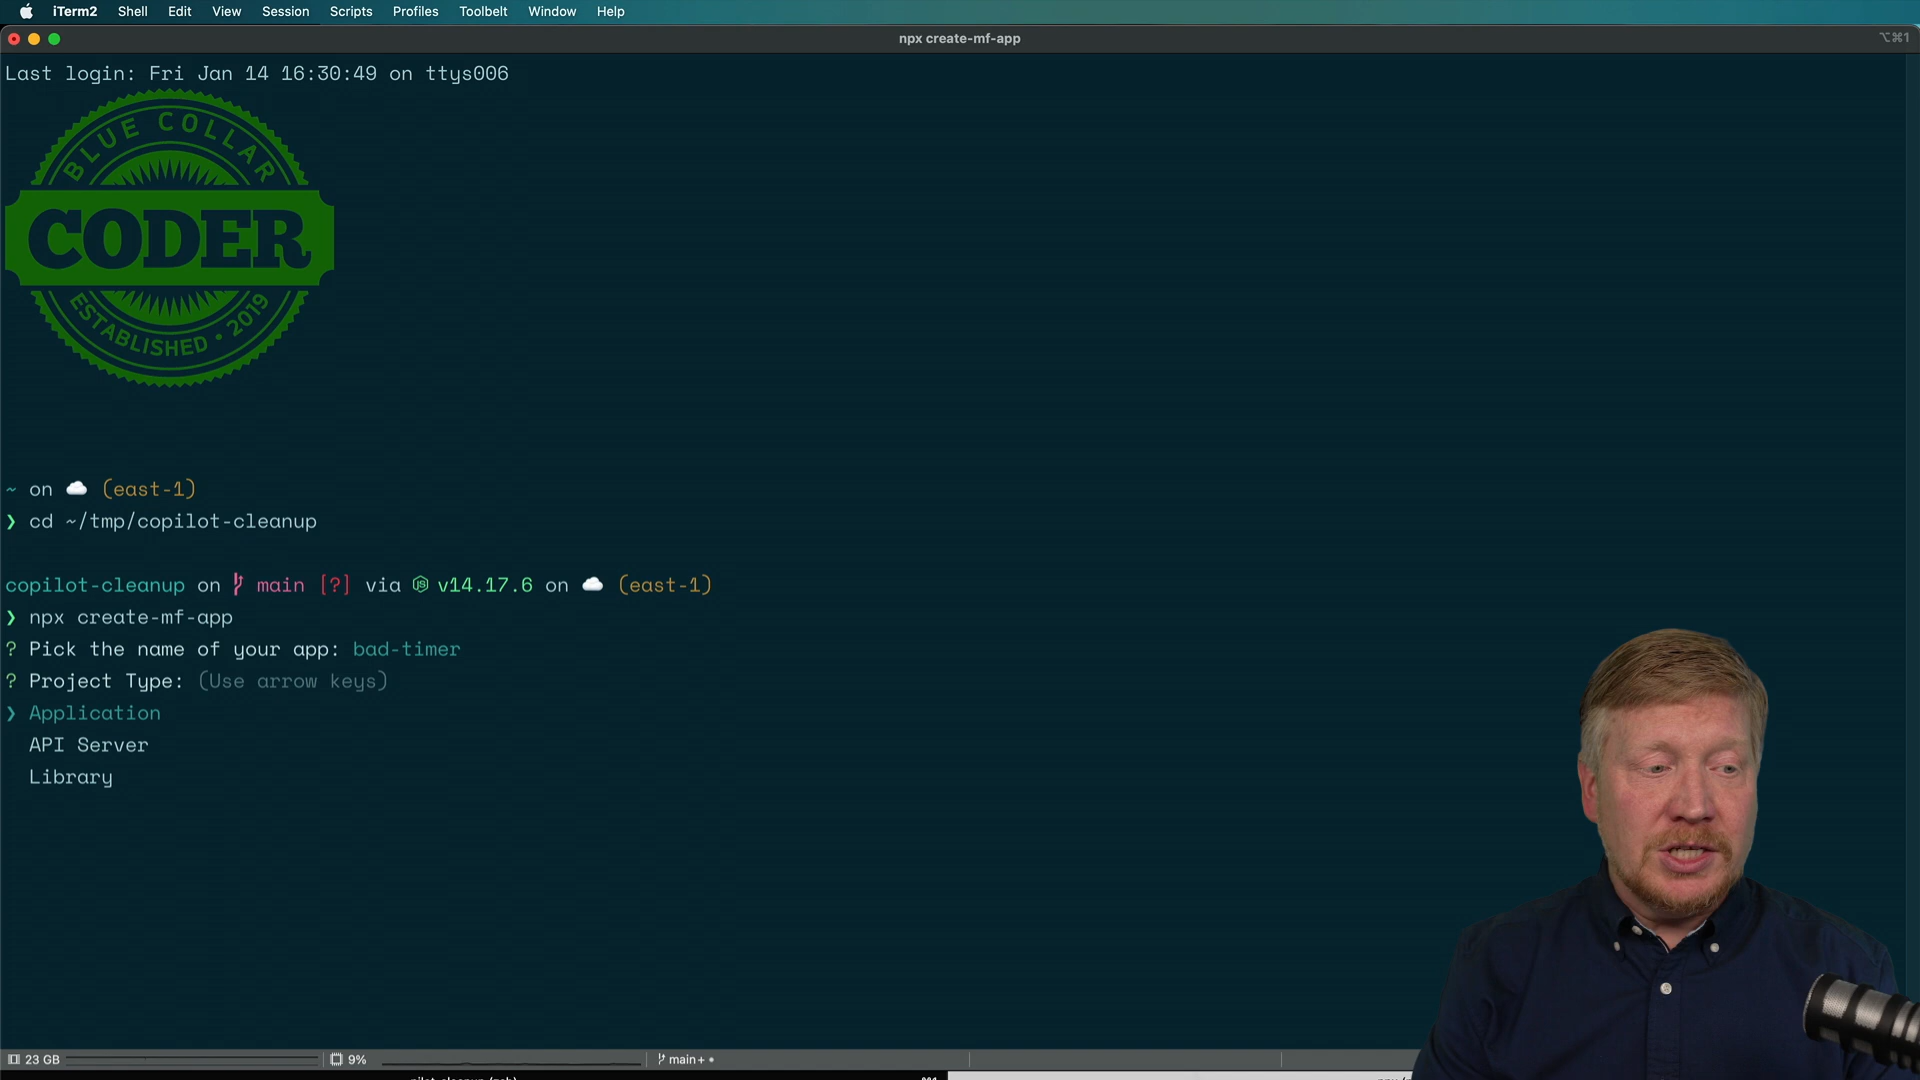 iTerm2 Shell Edit View Session Scripts Profiles Toolbelt Window Help
npx create-mf-app
⌥⌘1
Last login: Fri Jan 14 16:30:49 on ttys006
BLUE COLLAR
CODER
ESTABLISHED • 2019
~ on ☁️ (east-1)
❯ cd ~/tmp/copilot-cleanup
copilot-cleanup on main [?] via v14.17.6 on ☁️ (east-1)
❯ npx create-mf-app
? Pick the name of your app: bad-timer
? Project Type: (Use arrow keys)
❯ Application
API Server
Library
23 GB 9% main+•